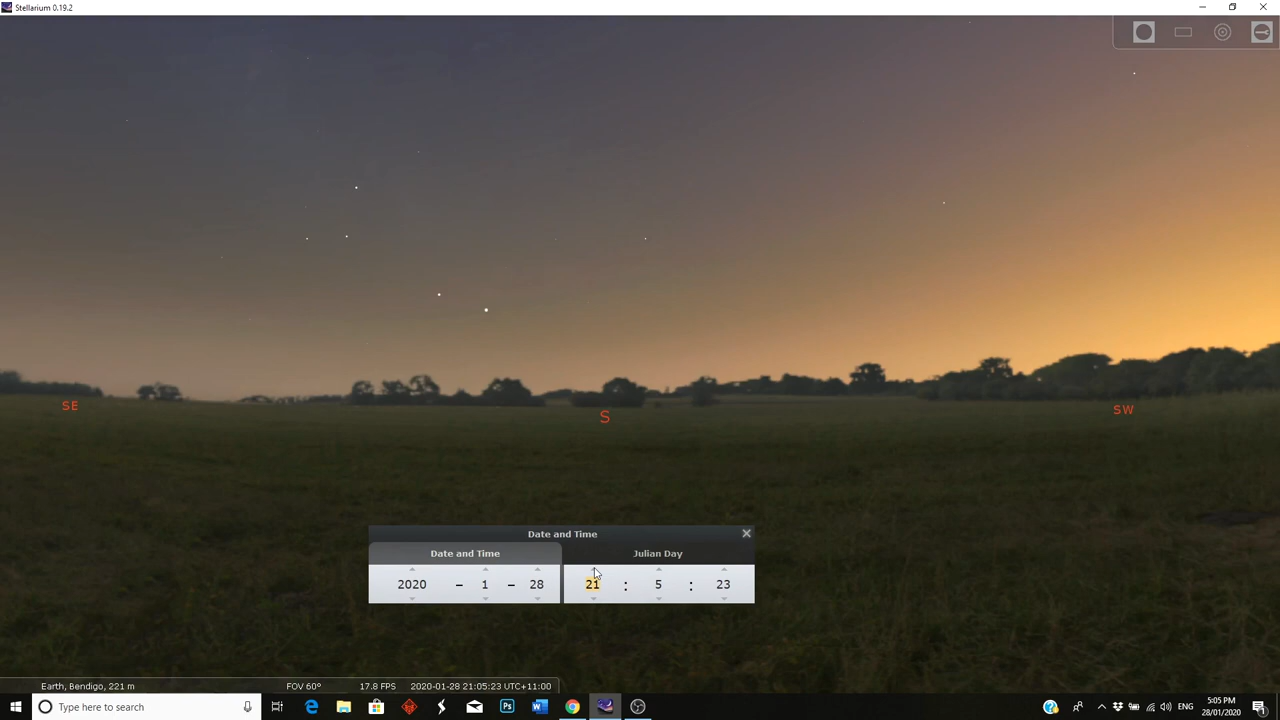 Stellarium 0.19.2
SE
S
SW
Date and Time
Date and Time Julian Day
2020 – 1 – 28 21 : 5 : 23
Earth, Bendigo, 221 m FOV 60° 17.8 FPS 2020-01-28 21:05:23 UTC+11:00
Type here to search
ENG
5:05 PM
28/01/2020